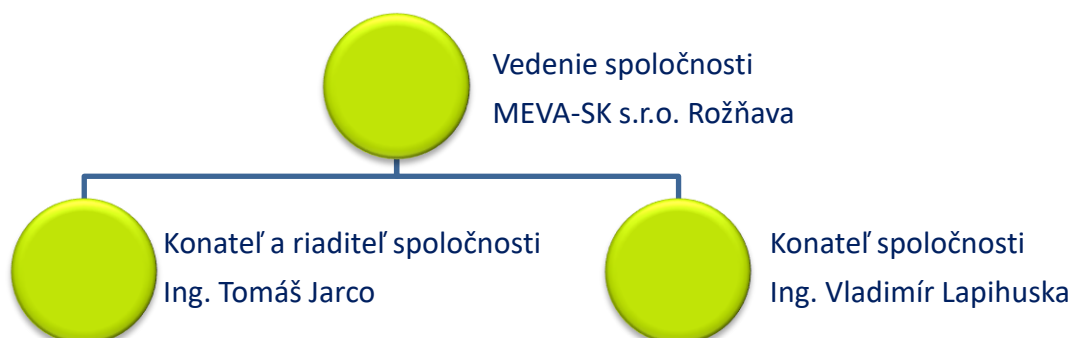 Vedenie spoločnosti
MEVA-SK s.r.o. Rožňava
Konateľ a riaditeľ spoločnosti
Ing. Tomáš Jarco
Konateľ spoločnosti
Ing. Vladimír Lapihuska